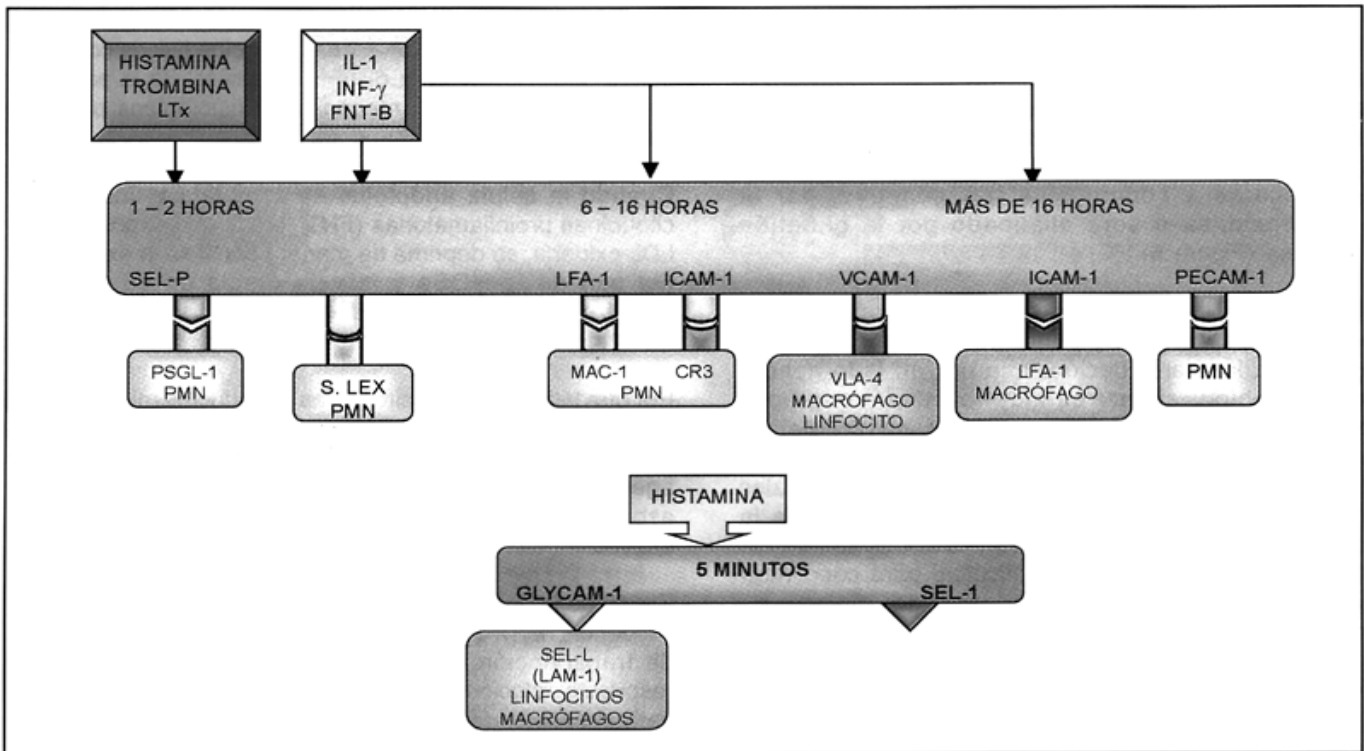 HISTAMINA
TROMBINA
LTx
IL-1
INF-γ
FNT-B
1 – 2 HORAS
6 – 16 HORAS
MÁS DE 16 HORAS
SEL-P
LFA-1
ICAM-1
VCAM-1
ICAM-1
PECAM-1
PSGL-1
PMN
S. LEX
PMN
MAC-1 CR3
PMN
VLA-4
MACRÓFAGO
LINFOCITO
LFA-1
MACRÓFAGO
PMN
HISTAMINA
5 MINUTOS
GLYCAM-1
SEL-1
SEL-L
(LAM-1)
LINFOCITOS
MACRÓFAGOS